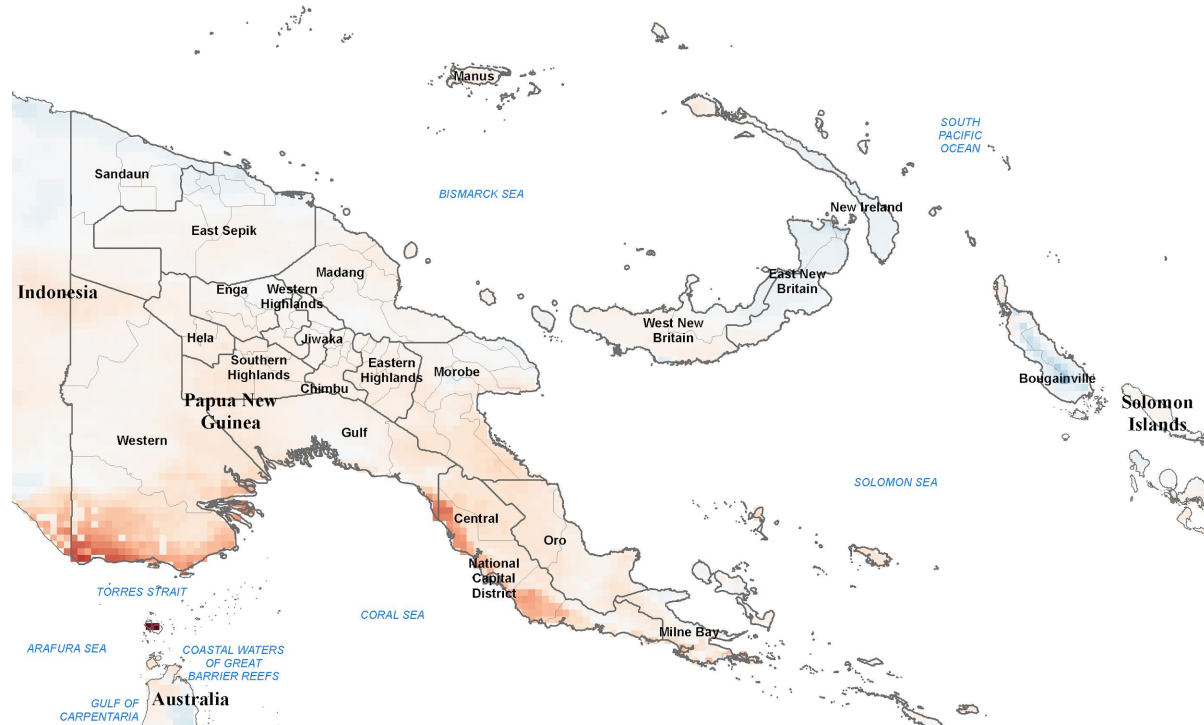 Manus
SOUTH
PACIFIC
OCEAN
Sandaun
BISMARCK SEA
New Ireland
East Sepik
Madang
East New
Britain
Indonesia
Enga
Western
Highlands
West New
Britain
Hela
Jiwaka
Southern
Highlands
Eastern
Highlands
Morobe
Bougainville
Chimbu
Papua New
Guinea
Solomon
Islands
Western
Gulf
SOLOMON SEA
Central
Oro
National
Capital
District
TORRES STRAIT
CORAL SEA
Milne Bay
ARAFURA SEA
COASTAL WATERS
OF GREAT
BARRIER REEFS
GULF OF
CARPENTARIA
Australia